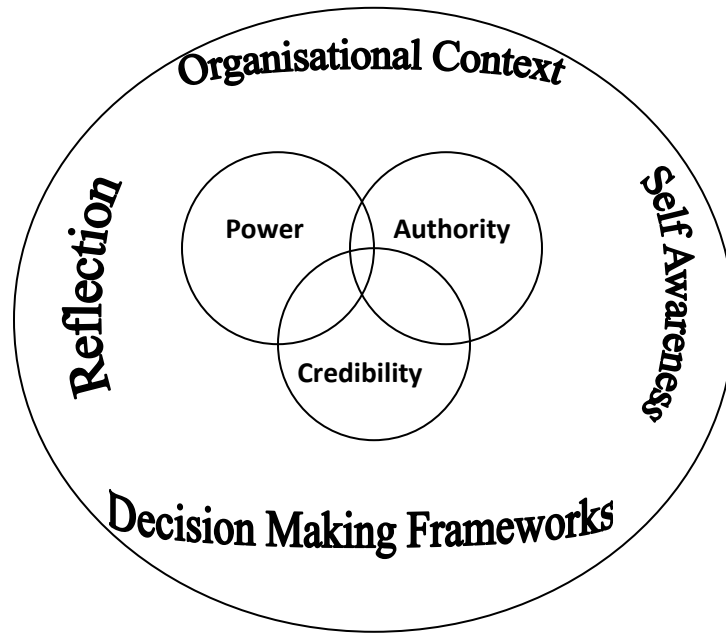 Organisational Context
Reflection
Self Awareness
Power
Authority
Credibility
Decision Making Frameworks